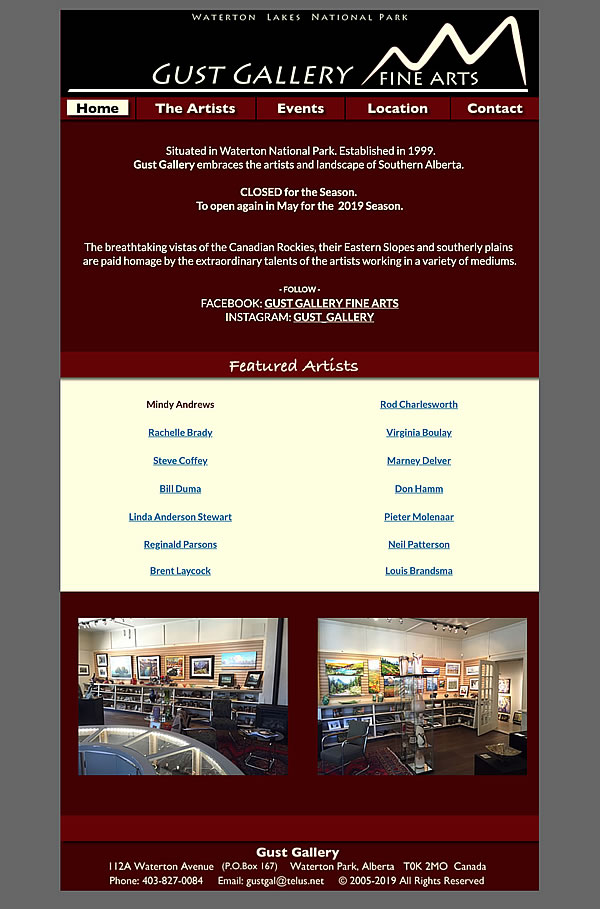 Waterton Lakes National Park
Gust Gallery
Fine Arts
Home The Artists Events Location Contact
Situated in Waterton National Park. Established in 1999.
Gust Gallery embraces the artists and landscape of Southern Alberta.
CLOSED for the Season.
To open again in May for the 2019 Season.
The breathtaking vistas of the Canadian Rockies, their Eastern Slopes and southerly plains
are paid homage by the extraordinary talents of the artists working in a variety of mediums.
- FOLLOW -
FACEBOOK: GUST GALLERY FINE ARTS
INSTAGRAM: GUST_GALLERY
Featured Artists
Mindy Andrews Rod Charlesworth
Rachelle Brady Virginia Boulay
Steve Coffey Marney Delver
Bill Duma Don Hamm
Linda Anderson Stewart Pieter Molenaar
Reginald Parsons Neil Patterson
Brent Laycock Louis Brandsma
Gust Gallery
112A Waterton Avenue (P.O.Box 167) Waterton Park, Alberta T0K 2MO Canada
Phone: 403-827-0084 Email: gustgal@telus.net © 2005-2019 All Rights Reserved